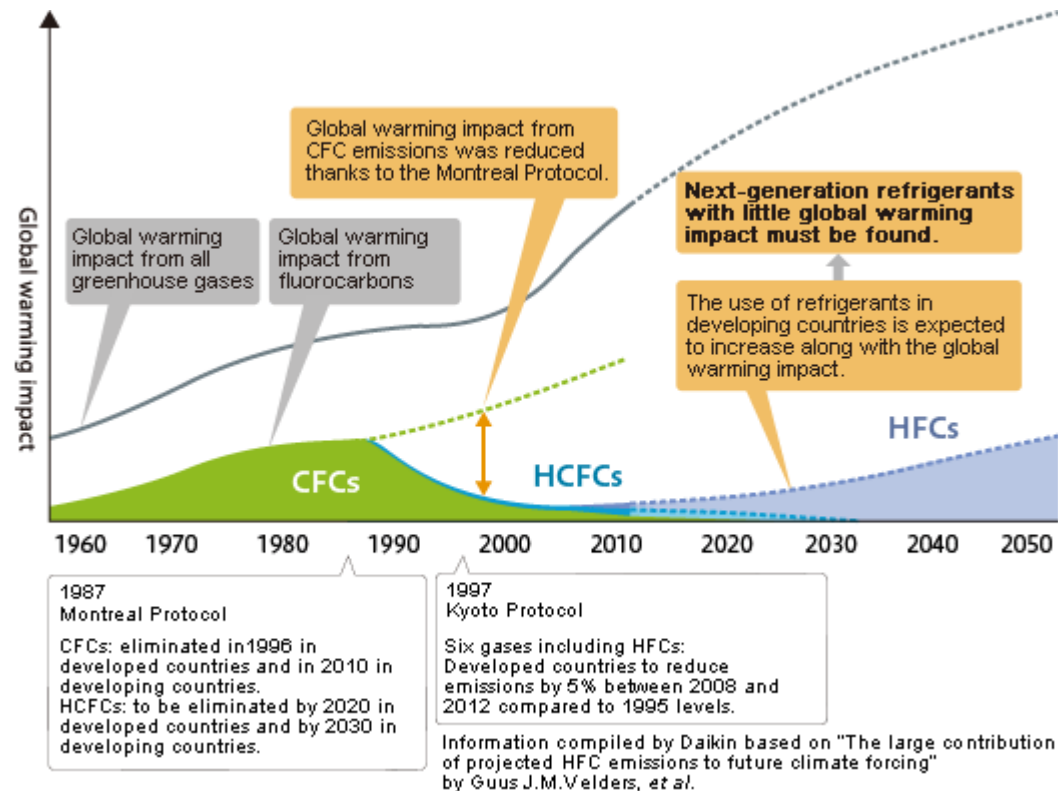 Global warming impact
Global warming
impact from all
greenhouse gases
Global warming
impact from
fluorocarbons
Global warming impact from
CFC emissions was reduced
thanks to the Montreal Protocol.
Next-generation refrigerants
with little global warming
impact must be found.
The use of refrigerants in
developing countries is expected
to increase along with the global
warming impact.
CFCs
HCFCs
HFCs
1960 1970 1980 1990 2000 2010 2020 2030 2040 2050
1987
Montreal Protocol
CFCs: eliminated in1996 in
developed countries and in 2010 in
developing countries.
HCFCs: to be eliminated by 2020 in
developed countries and by 2030 in
developing countries.
1997
Kyoto Protocol
Six gases including HFCs:
Developed countries to reduce
emissions by 5% between 2008 and
2012 compared to 1995 levels.
Information compiled by Daikin based on "The large contribution
of projected HFC emissions to future climate forcing"
by Guus J.M.Velders, et al.